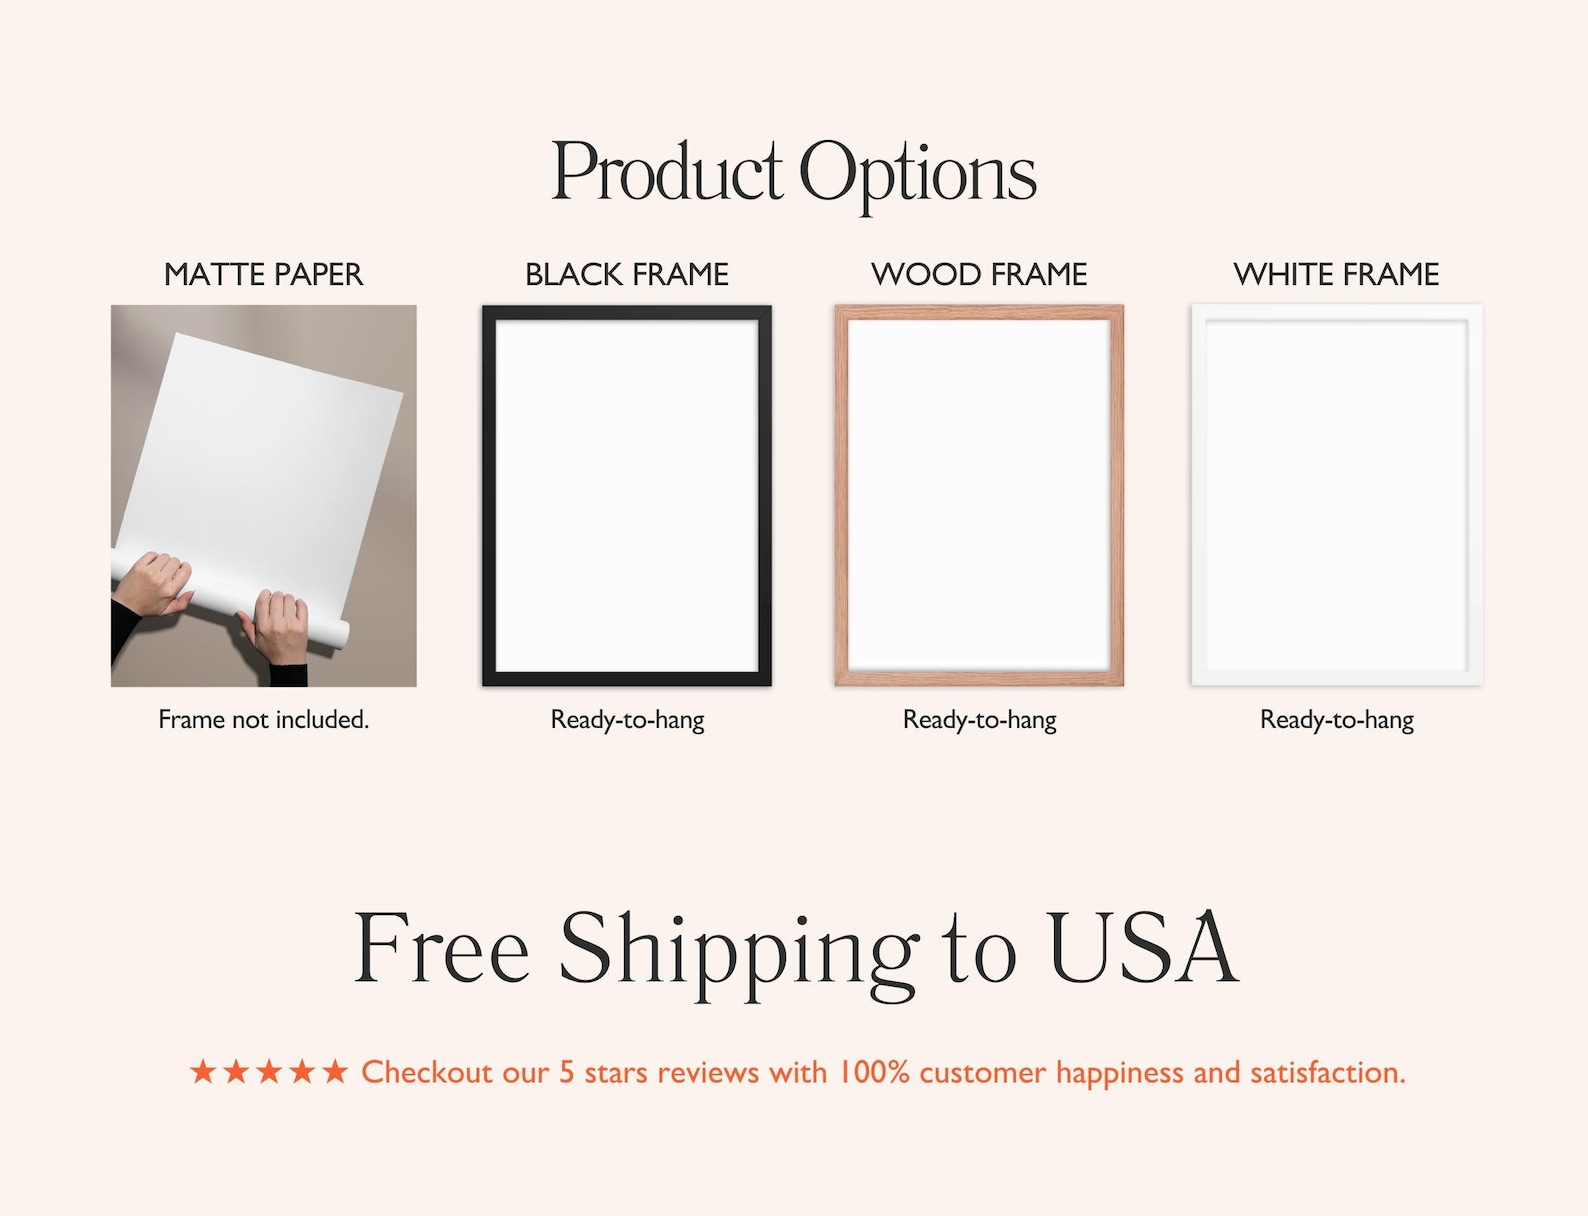 Product Options
MATTE PAPER
BLACK FRAME
WOOD FRAME
WHITE FRAME
Frame not included.
Ready-to-hang
Ready-to-hang
Ready-to-hang
Free Shipping to USA
★★★★★ Checkout our 5 stars reviews with 100% customer happiness and satisfaction.